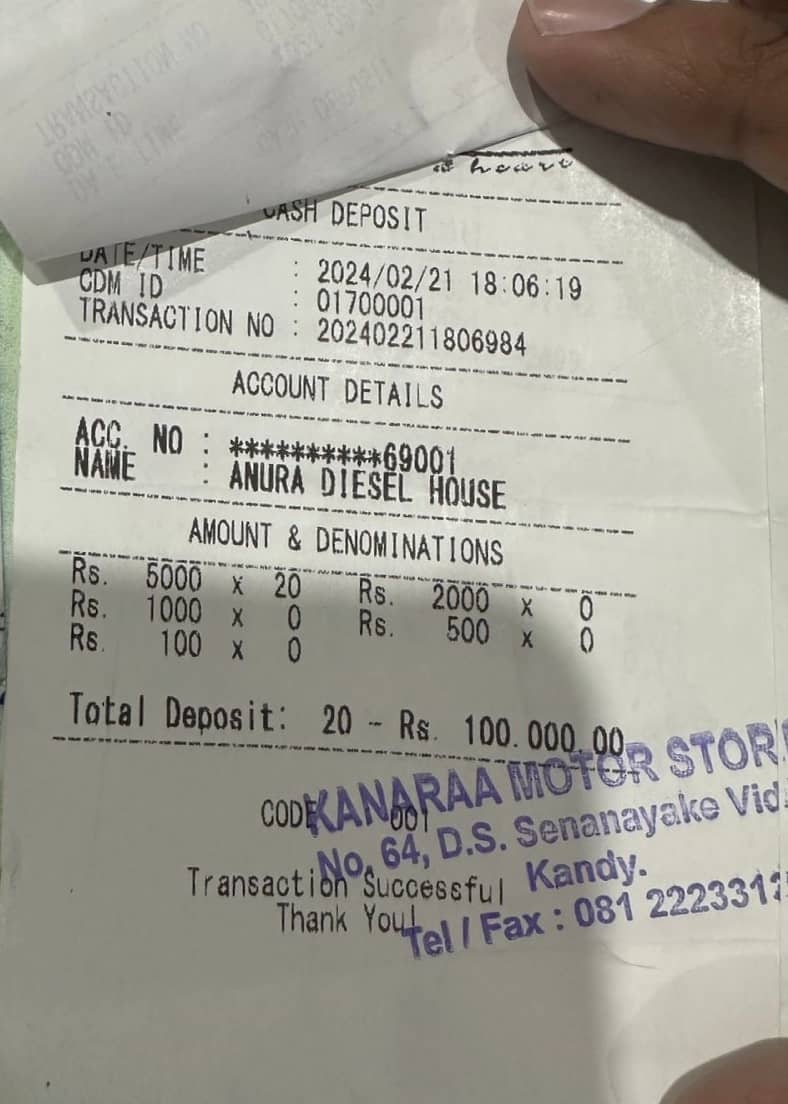 at heart
CASH DEPOSIT
DATE/TIME : 2024/02/21 18:06:19
CDM ID : 01700001
TRANSACTION NO : 202402211806984
ACCOUNT DETAILS
ACC. NO : **********69001
NAME : ANURA DIESEL HOUSE
AMOUNT & DENOMINATIONS
Rs. 5000 x 20 Rs. 2000 x 0
Rs. 1000 x 0 Rs. 500 x 0
Rs. 100 x 0
Total Deposit: 20 - Rs. 100.000.00
CODE 001
Transaction Successful
Thank You!
KANARAA MOTOR STOR
No. 64, D.S. Senanayake Vid
Kandy.
Tel / Fax : 081 222331